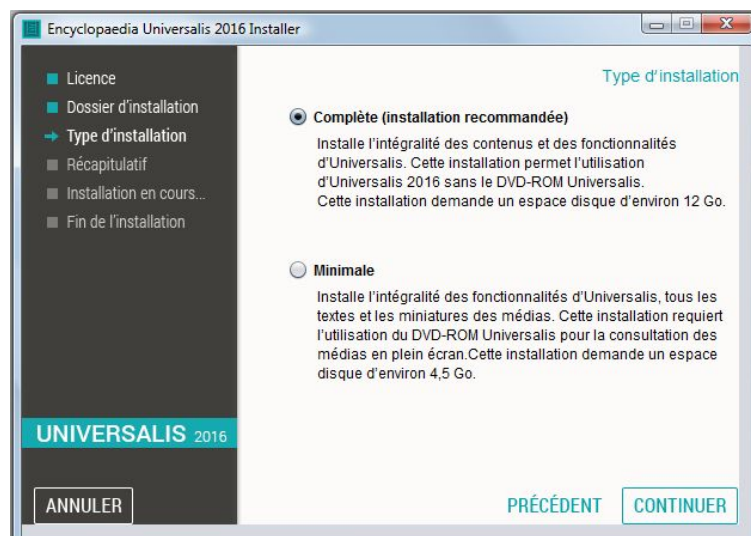 Encyclopaedia Universalis 2016 Installer
Licence
Dossier d'installation
Type d'installation
Récapitulatif
Installation en cours...
Fin de l'installation
UNIVERSALIS 2016
ANNULER
Type d'installation
Complète (installation recommandée)
Installe l'intégralité des contenus et des fonctionnalités
d'Universalis. Cette installation permet l'utilisation
d'Universalis 2016 sans le DVD-ROM Universalis.
Cette installation demande un espace disque d'environ 12 Go.
Minimale
Installe l'intégralité des fonctionnalités d'Universalis, tous les
textes et les miniatures des médias. Cette installation requiert
l'utilisation du DVD-ROM Universalis pour la consultation des
médias en plein écran.Cette installation demande un espace
disque d'environ 4,5 Go.
PRÉCÉDENT
CONTINUER